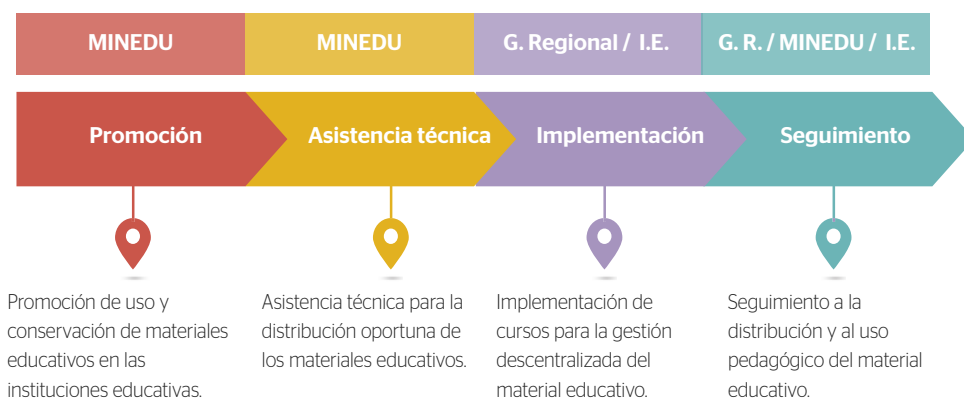 MINEDU
MINEDU
G. Regional / I.E.
G. R. / MINEDU / I.E.
Promoción
Asistencia técnica
Implementación
Seguimiento
Promoción de uso y
conservación de materiales
educativos en las
instituciones educativas.
Asistencia técnica para la
distribución oportuna de
los materiales educativos.
Implementación de
cursos para la gestión
descentralizada del
material educativo.
Seguimiento a la
distribución y al uso
pedagógico del material
educativo.